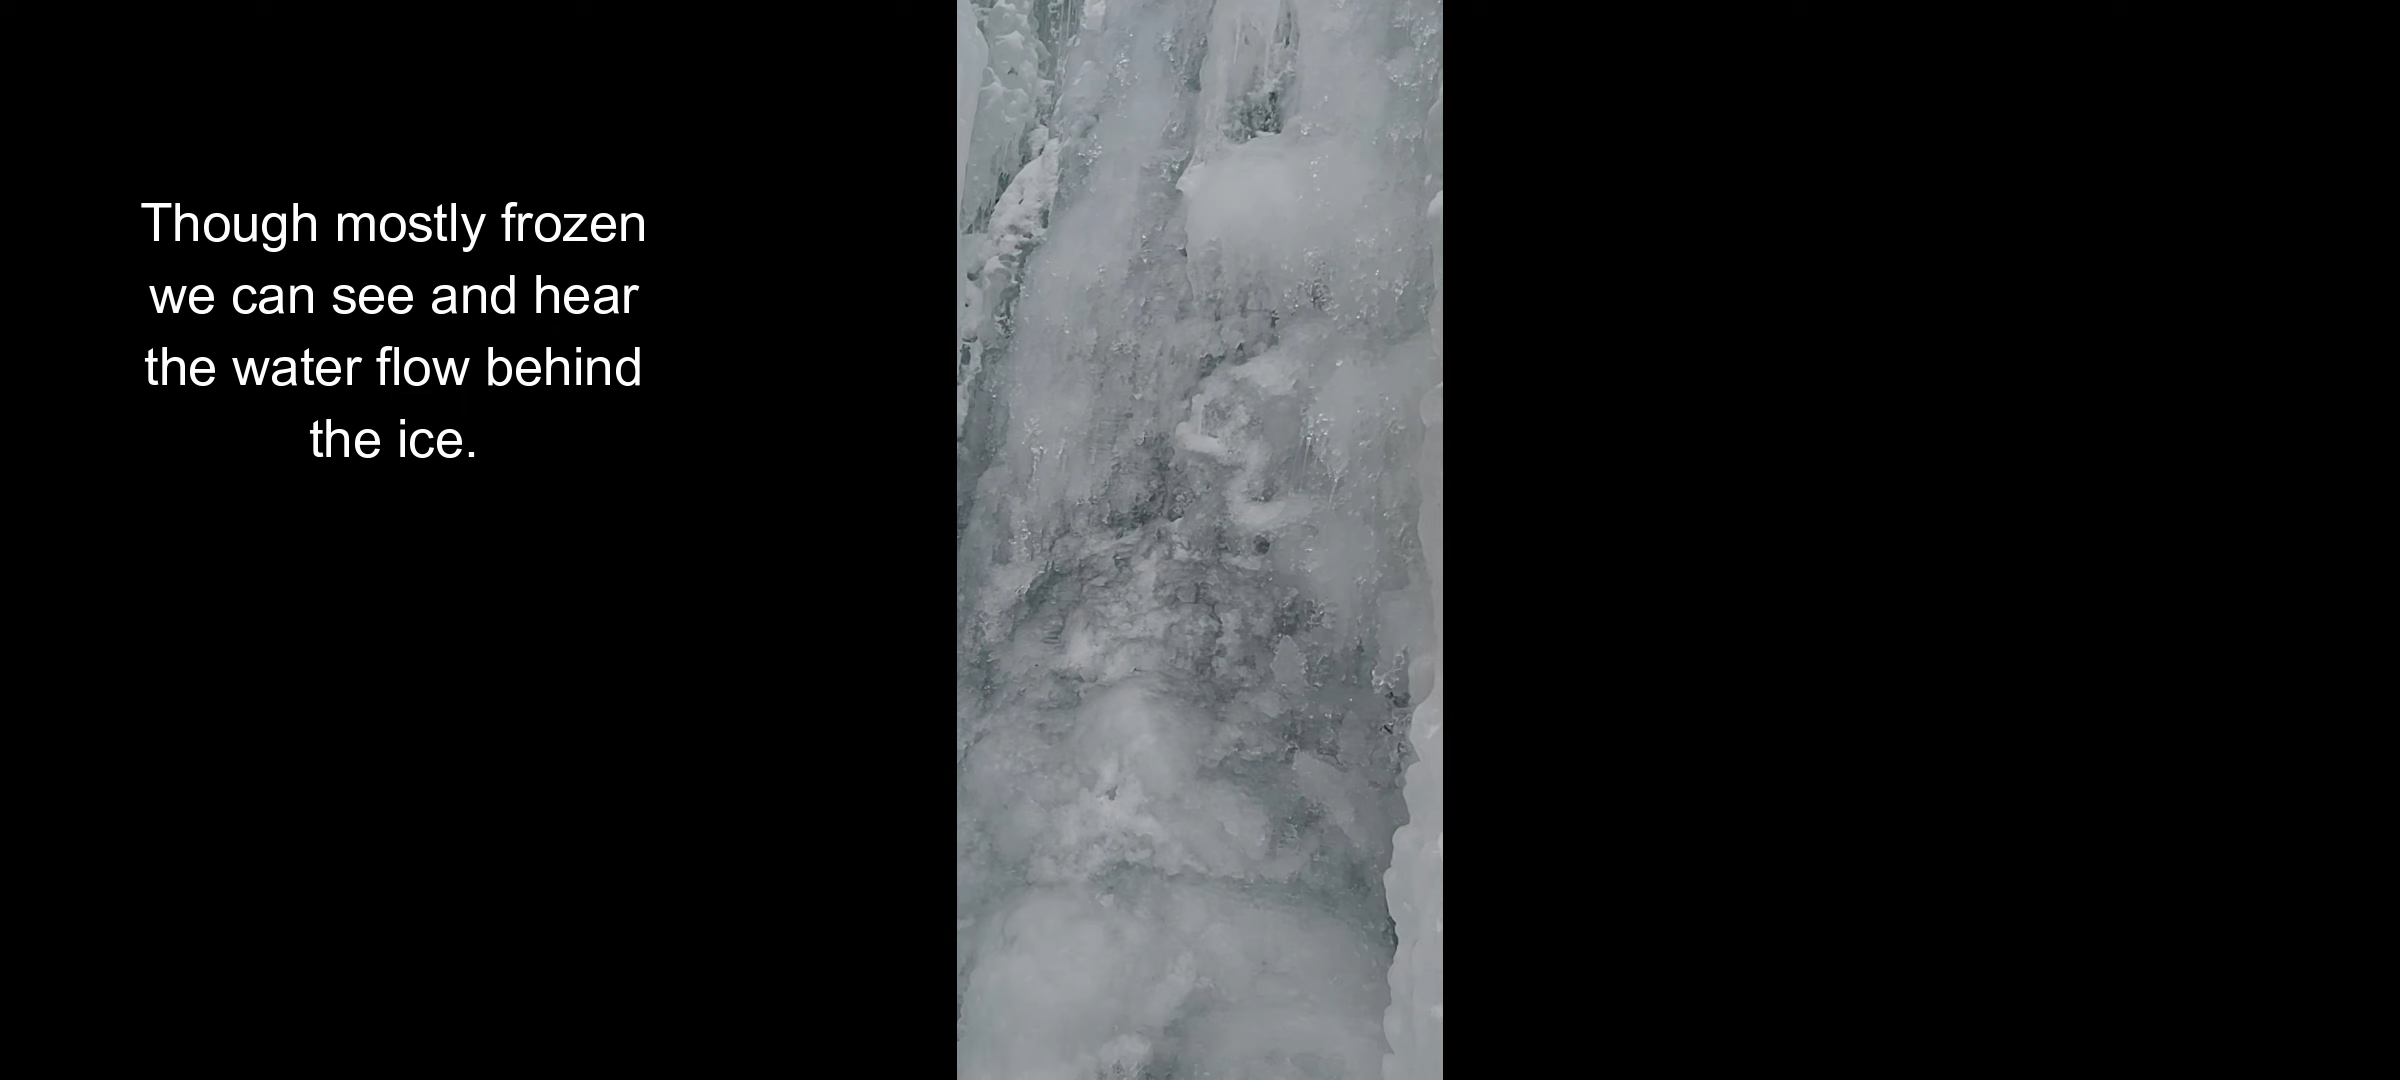 Though mostly frozen
we can see and hear
the water flow behind
the ice.